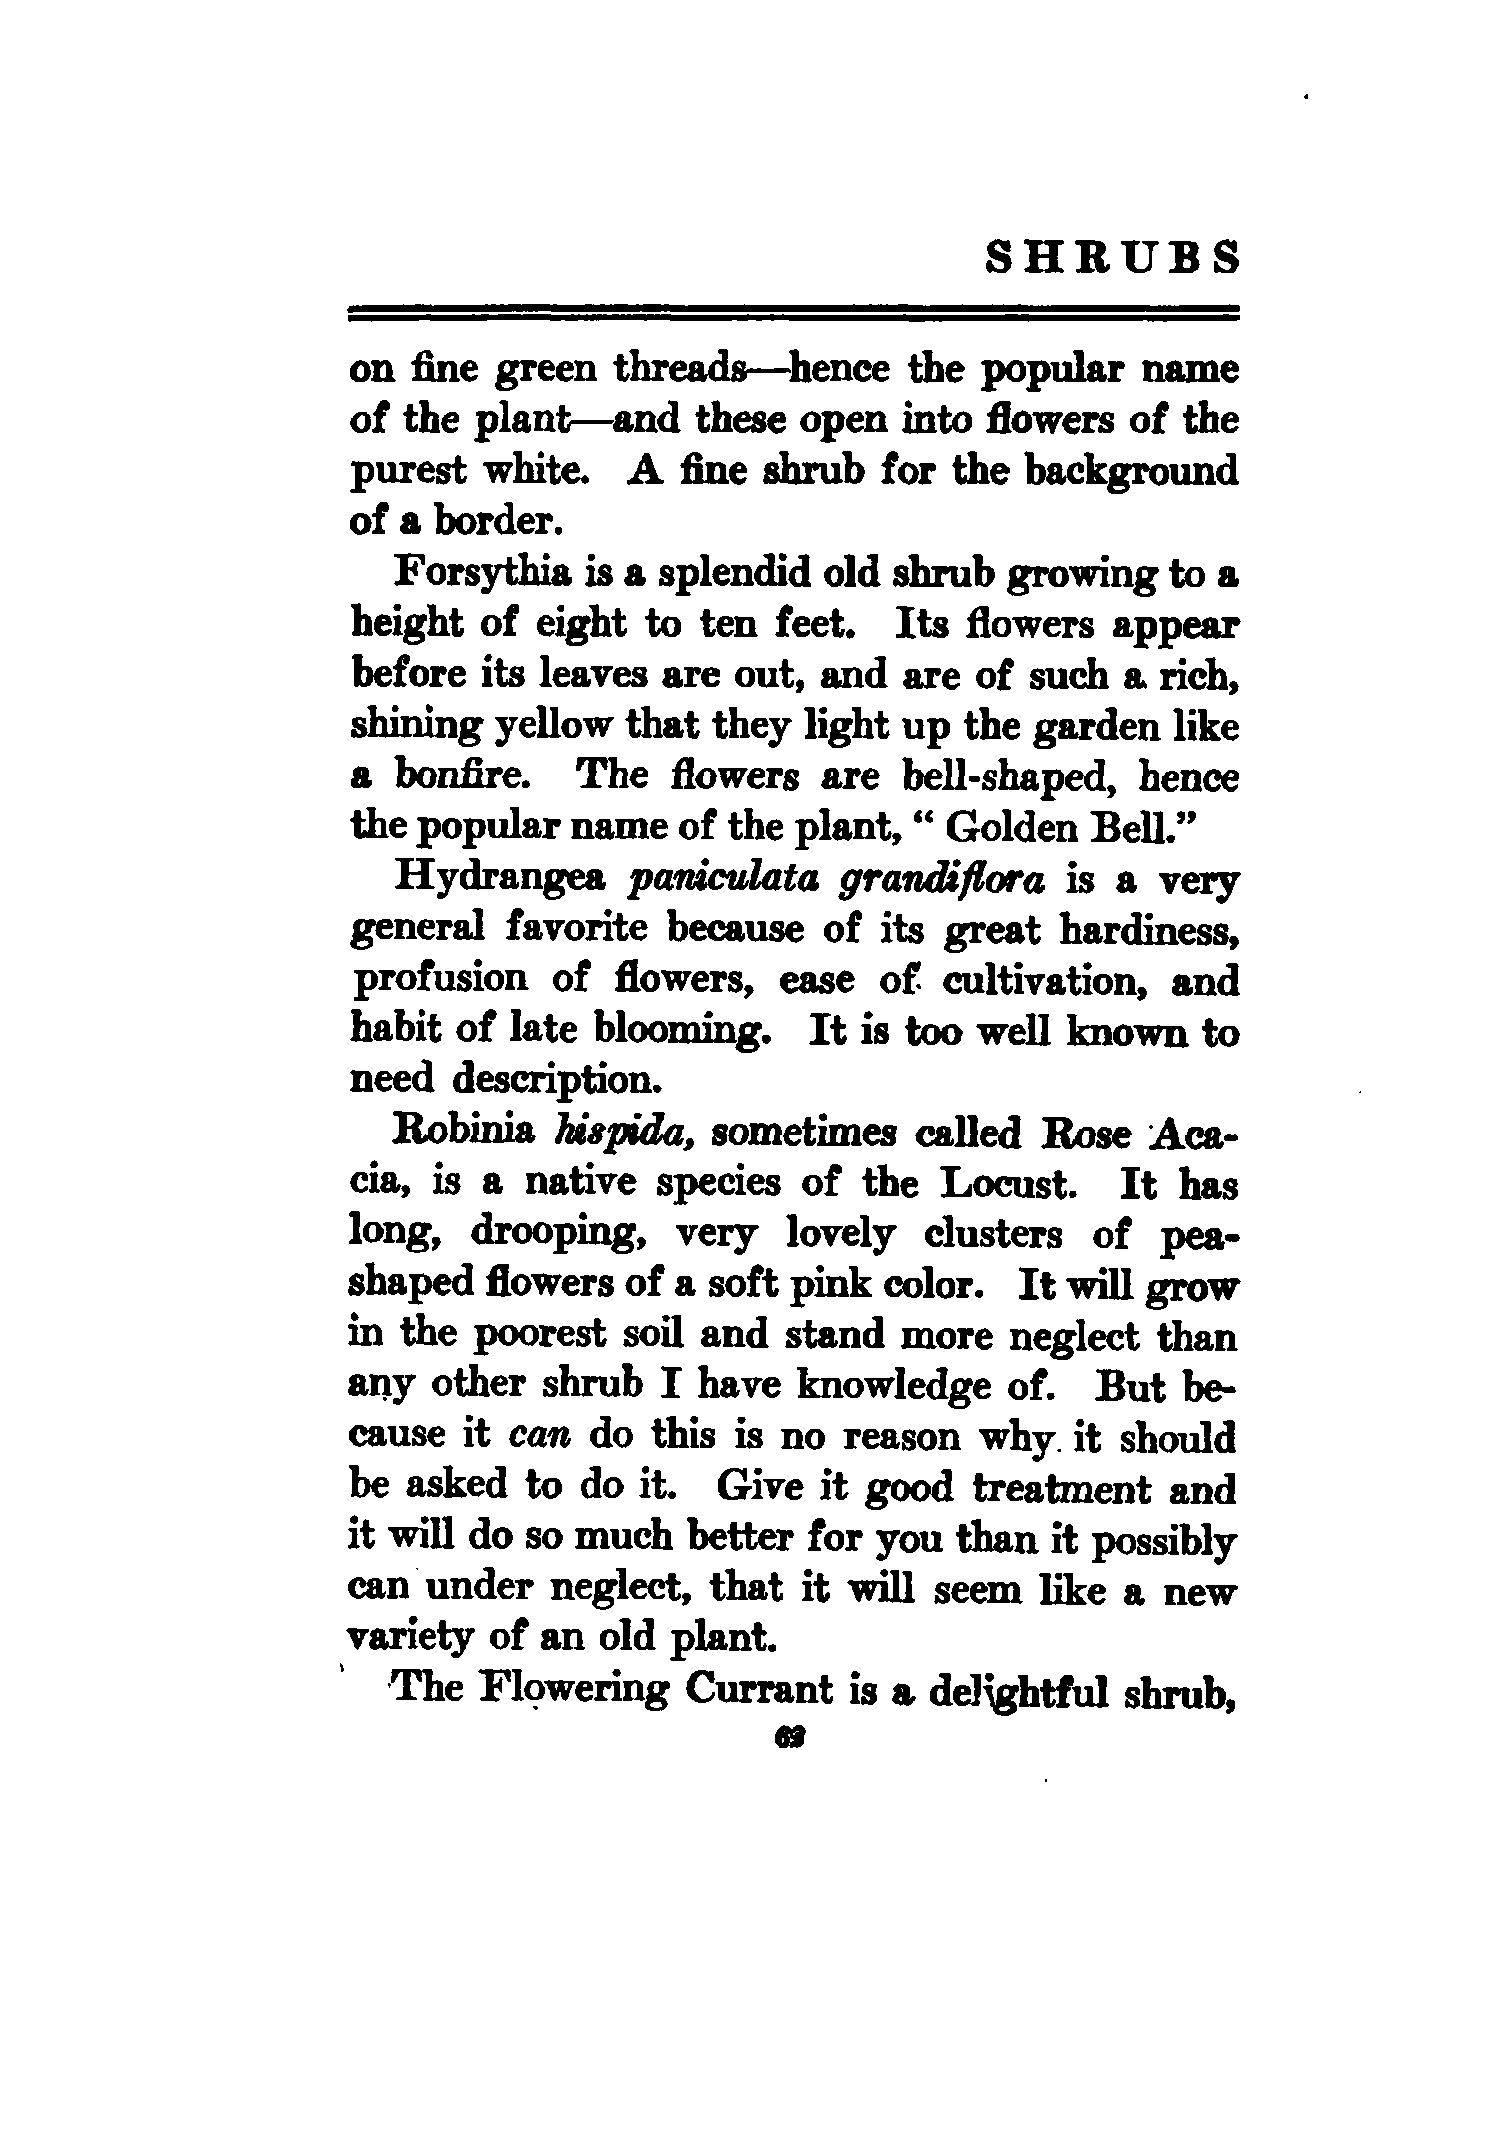 SHRUBS
on fine green threads—hence the popular name
of the plant—and these open into flowers of the
purest white. A fine shrub for the background
of a border.
Forsythia is a splendid old shrub growing to a
height of eight to ten feet. Its flowers appear
before its leaves are out, and are of such a rich,
shining yellow that they light up the garden like
a bonfire. The flowers are bell-shaped, hence
the popular name of the plant, “ Golden Bell.”
Hydrangea paniculata grandiflora is a very
general favorite because of its great hardiness,
profusion of flowers, ease of cultivation, and
habit of late blooming. It is too well known to
need description.
Robinia hispida, sometimes called Rose Aca-
cia, is a native species of the Locust. It has
long, drooping, very lovely clusters of pea-
shaped flowers of a soft pink color. It will grow
in the poorest soil and stand more neglect than
any other shrub I have knowledge of. But be-
cause it can do this is no reason why it should
be asked to do it. Give it good treatment and
it will do so much better for you than it possibly
can under neglect, that it will seem like a new
variety of an old plant.
The Flowering Currant is a delightful shrub,